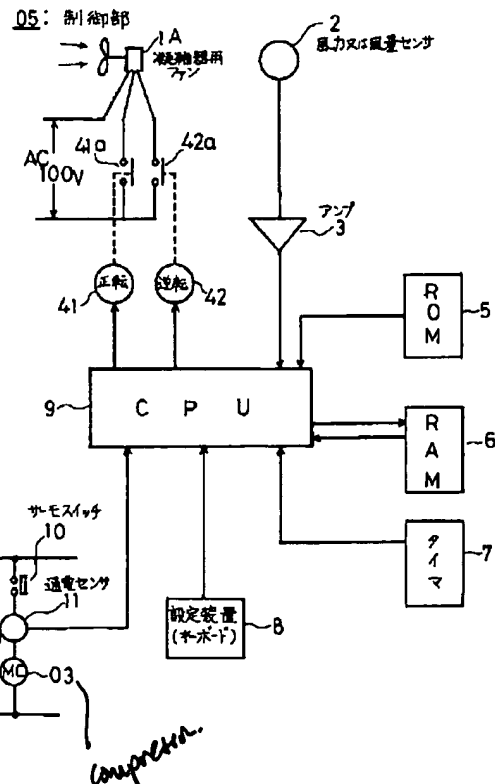 05: 制御部
1A
凝縮器用
ファン
2
風力又は風量センサ
41a
42a
AC
100V
アンプ
3
正転
41
逆転
42
ROM
5
9
CPU
RAM
6
サーモスイッチ
10
通電センサ
11
タイマ
7
設定装置
(キーボード)
8
MC
03
compressor.